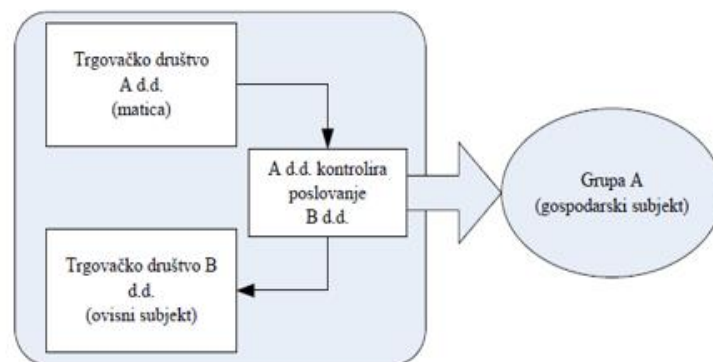 Trgovačko društvo
A d.d.
(matica)
A d.d. kontrolira
poslovanje
B d.d.
Trgovačko društvo B
d.d.
(ovisni subjekt)
Grupa A
(gospodarski subjekt)